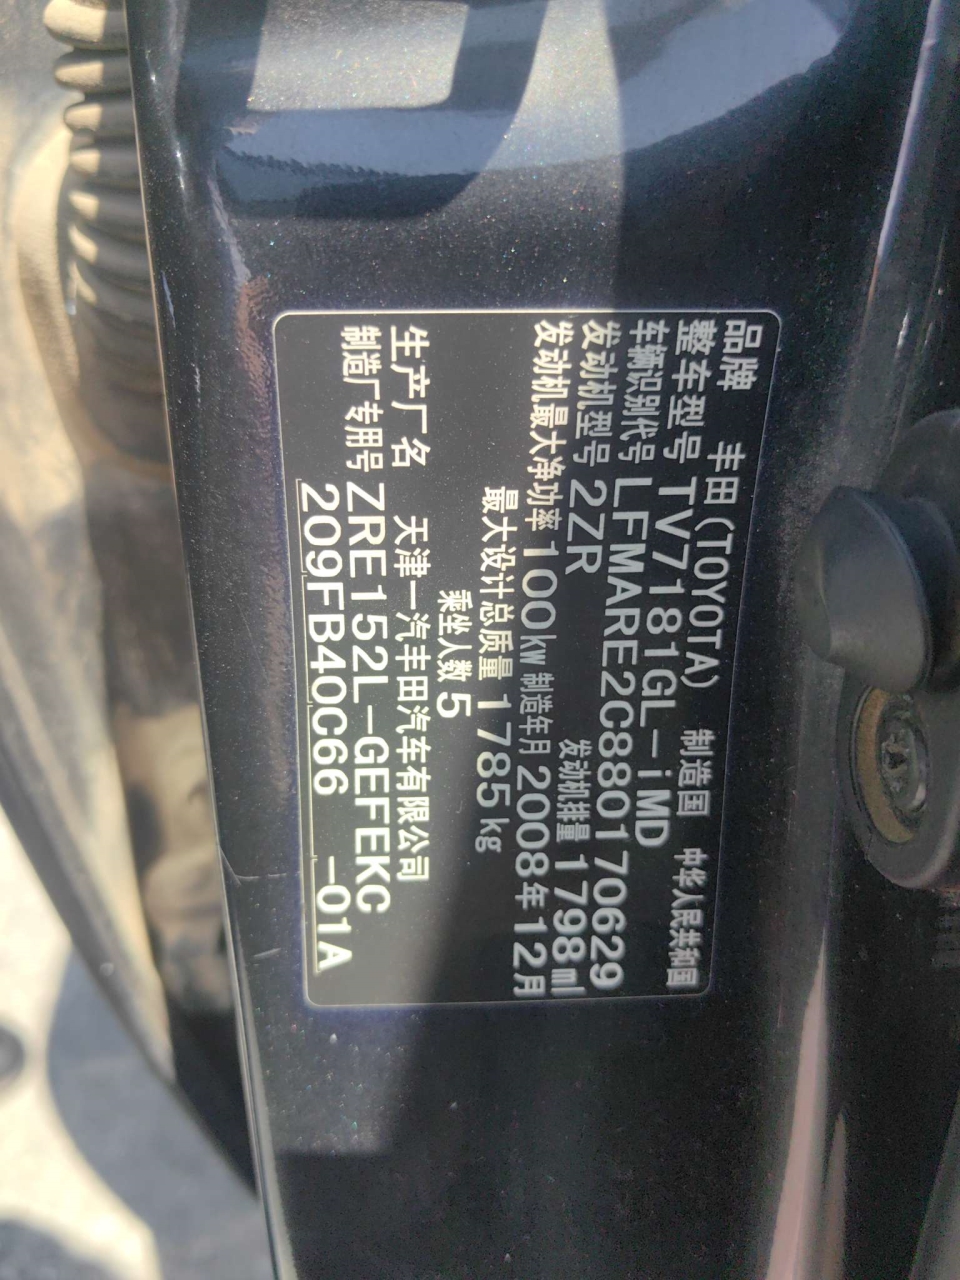 品牌 丰田(TOYOTA) 制造国 中华人民共和国
整车型号 TV7181GL-iMD
车辆识别代号 LFMARE2C880170629
发动机型号 2ZR 发动机排量 1798ml
发动机最大净功率 100kW 制造年月 2008年12月
最大设计总质量 1785kg
乘坐人数 5
生产厂名 天津一汽丰田汽车有限公司
制造厂专用号 ZRE152L-GEFEKC
209FB40C66 -01A